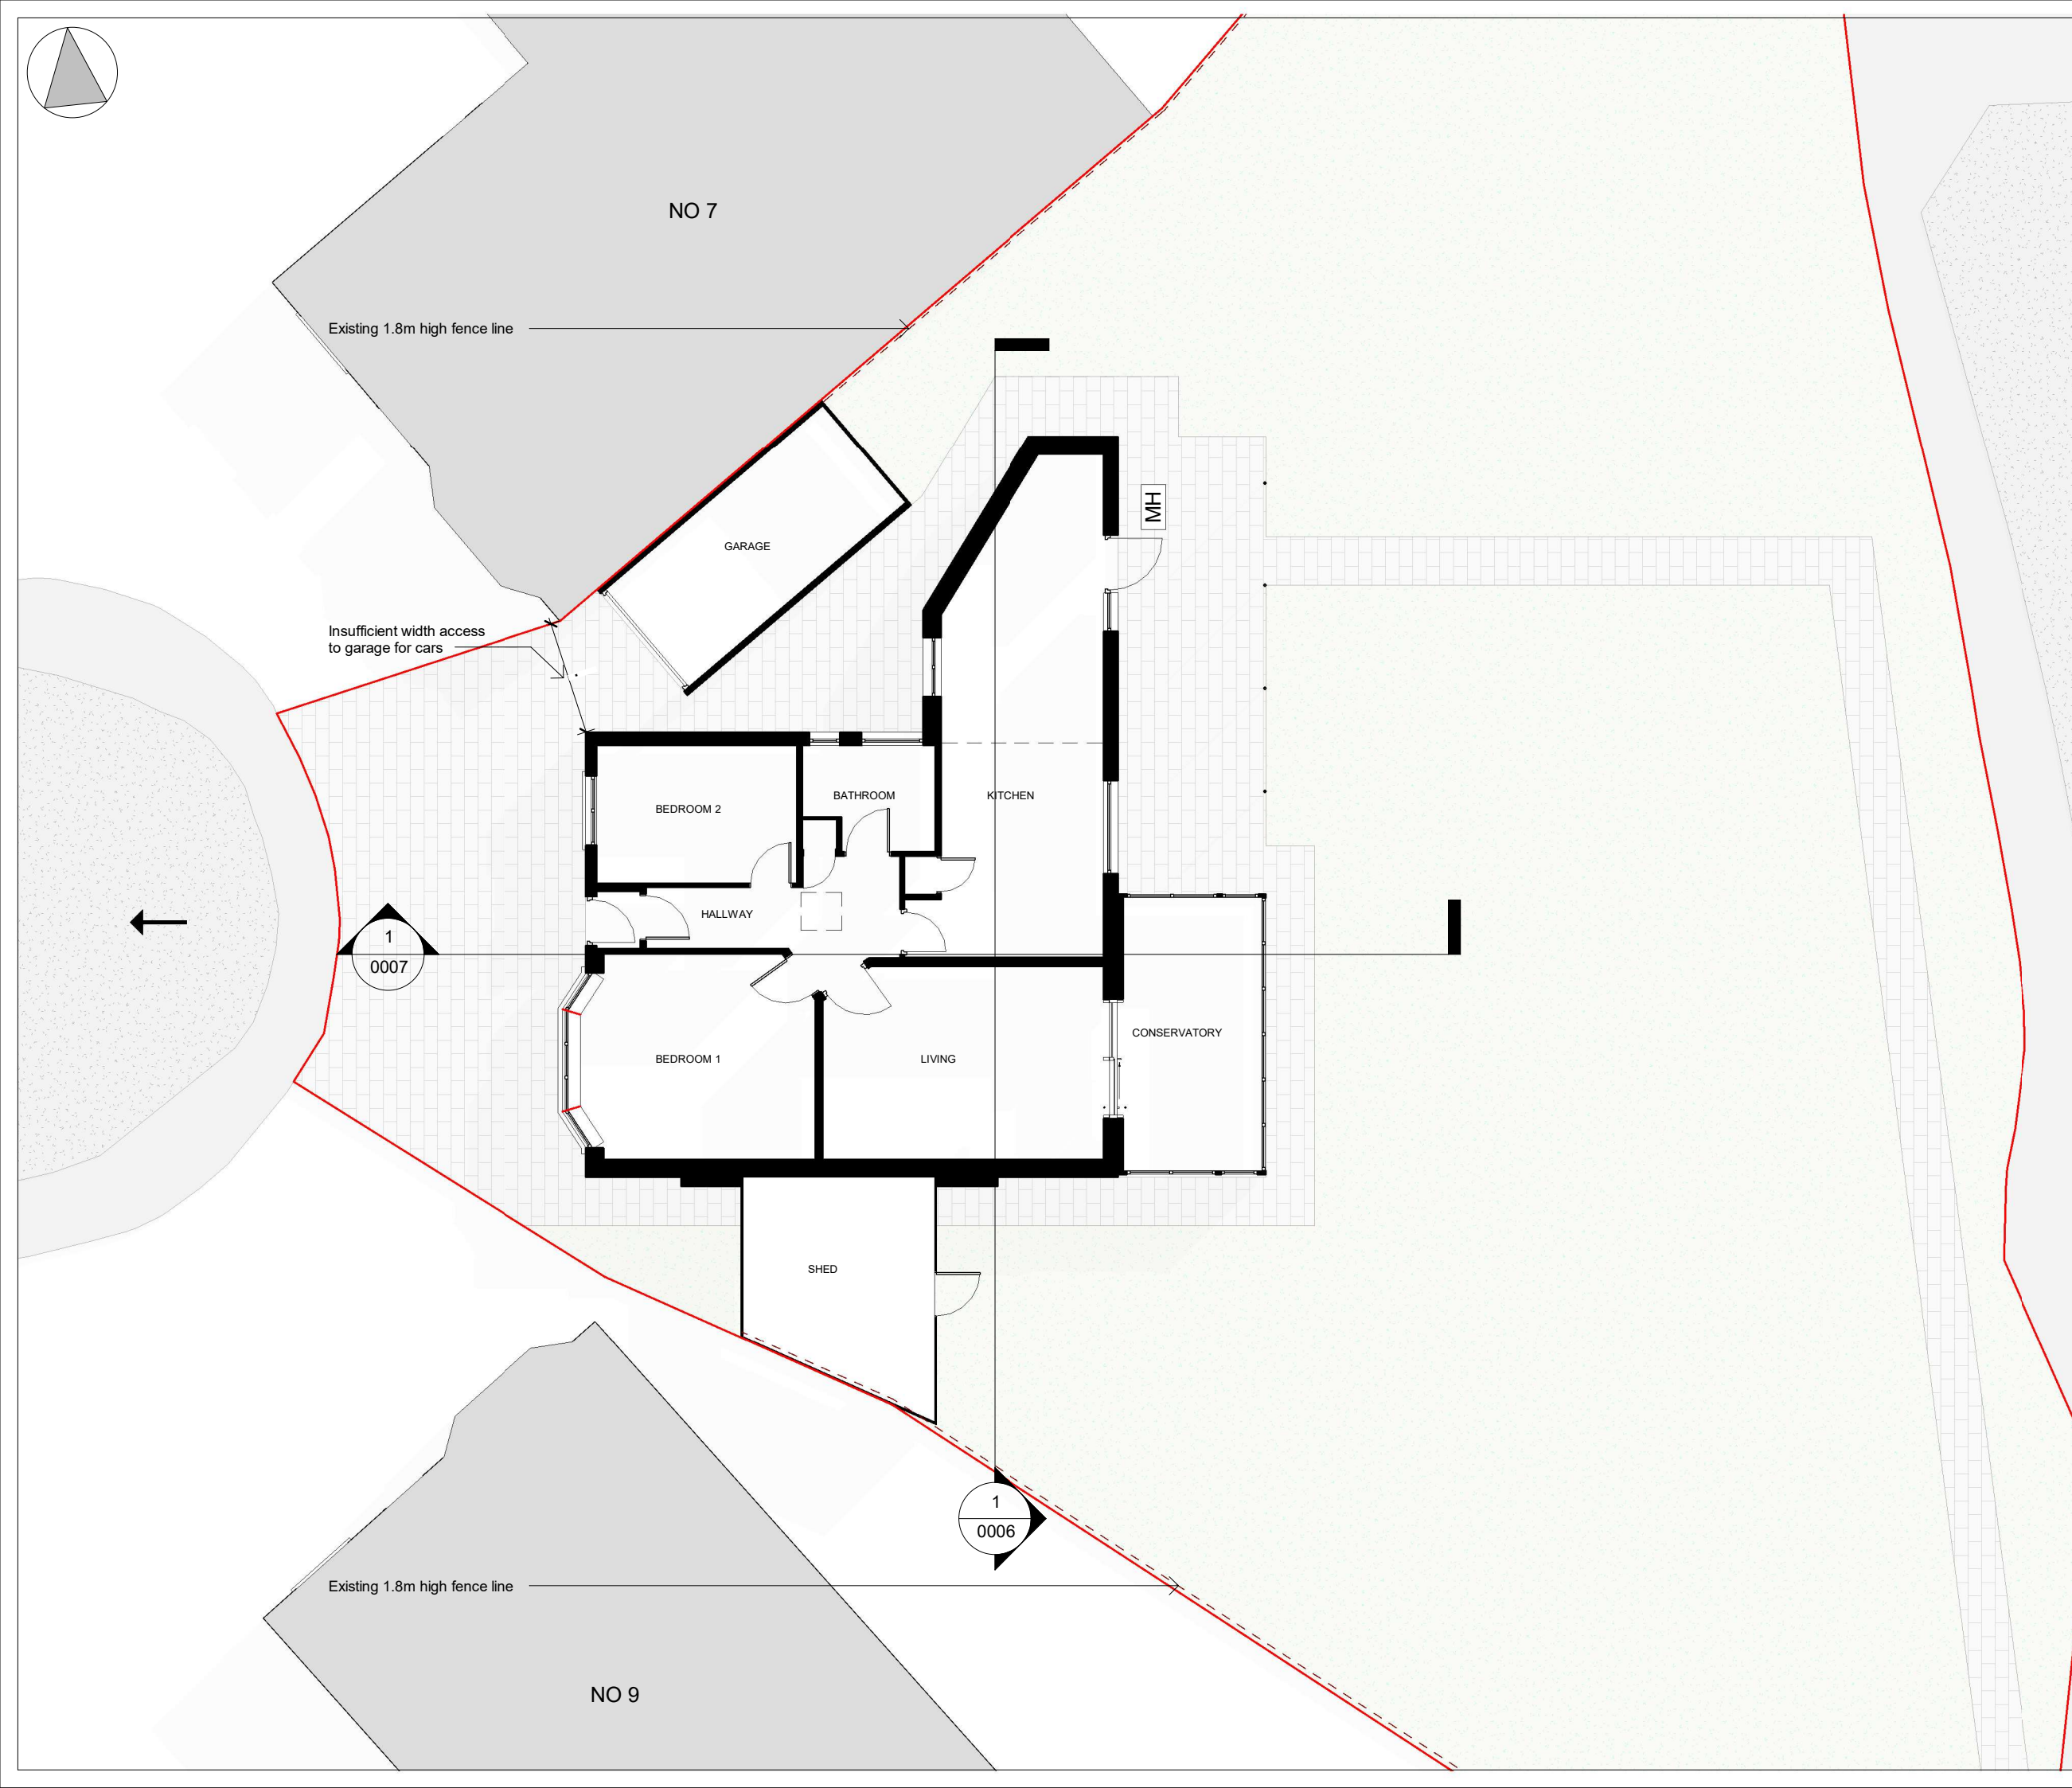 NO 7
Existing 1.8m high fence line
MH
GARAGE
Insufficient width access
to garage for cars
BEDROOM 2
BATHROOM
KITCHEN
HALLWAY
1
0007
CONSERVATORY
BEDROOM 1
LIVING
SHED
1
0006
Existing 1.8m high fence line
NO 9